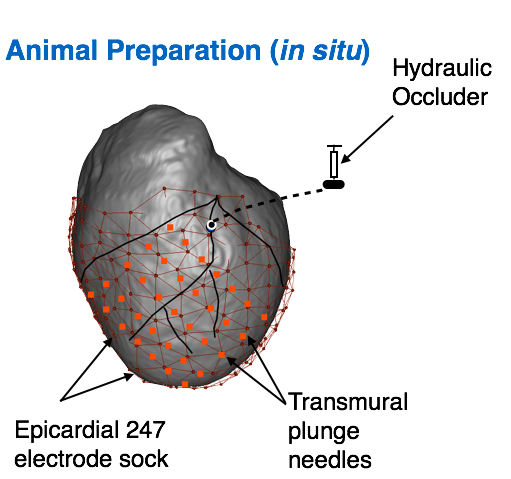 Animal Preparation (in situ)
Hydraulic
Occluder
Epicardial 247
electrode sock
Transmural
plunge
needles